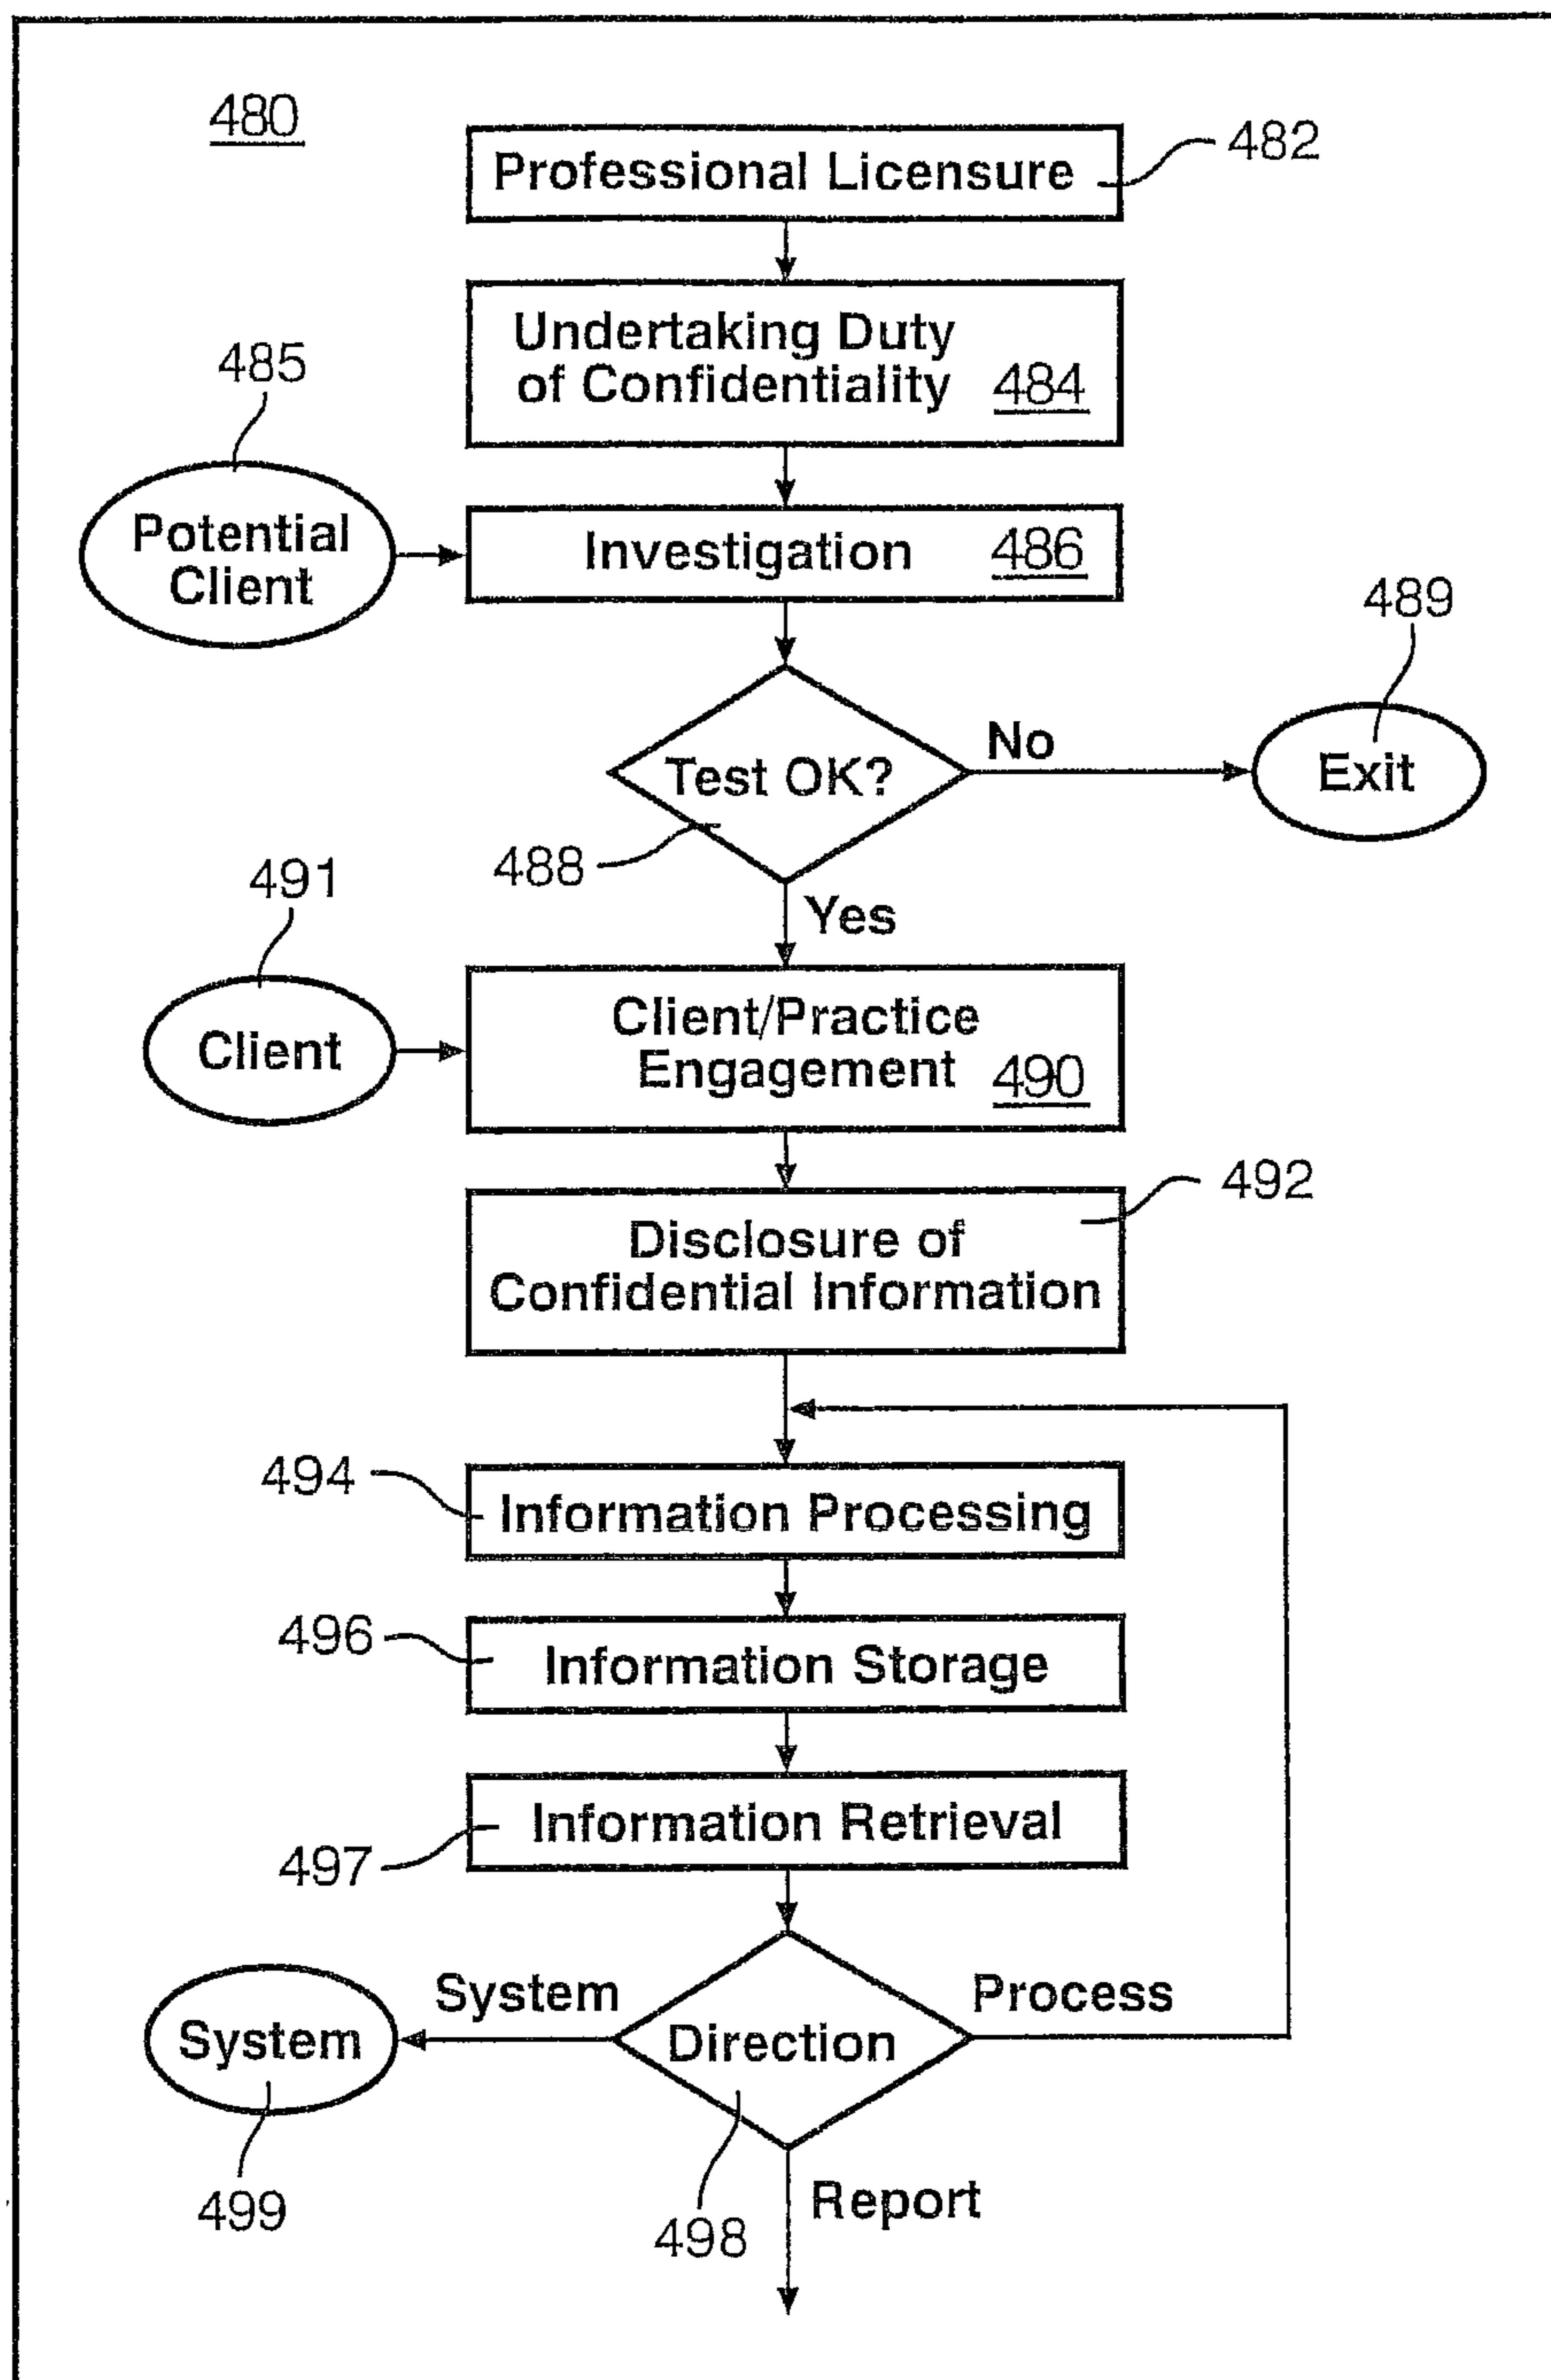 480
Professional Licensure
482
Undertaking Duty
of Confidentiality 484
485
Potential
Client
Investigation 486
489
Test OK?
No
Exit
488
Yes
491
Client
Client/Practice
Engagement 490
492
Disclosure of
Confidential Information
494
Information Processing
496
Information Storage
Information Retrieval
497
System
Process
System
Direction
499
498
Report